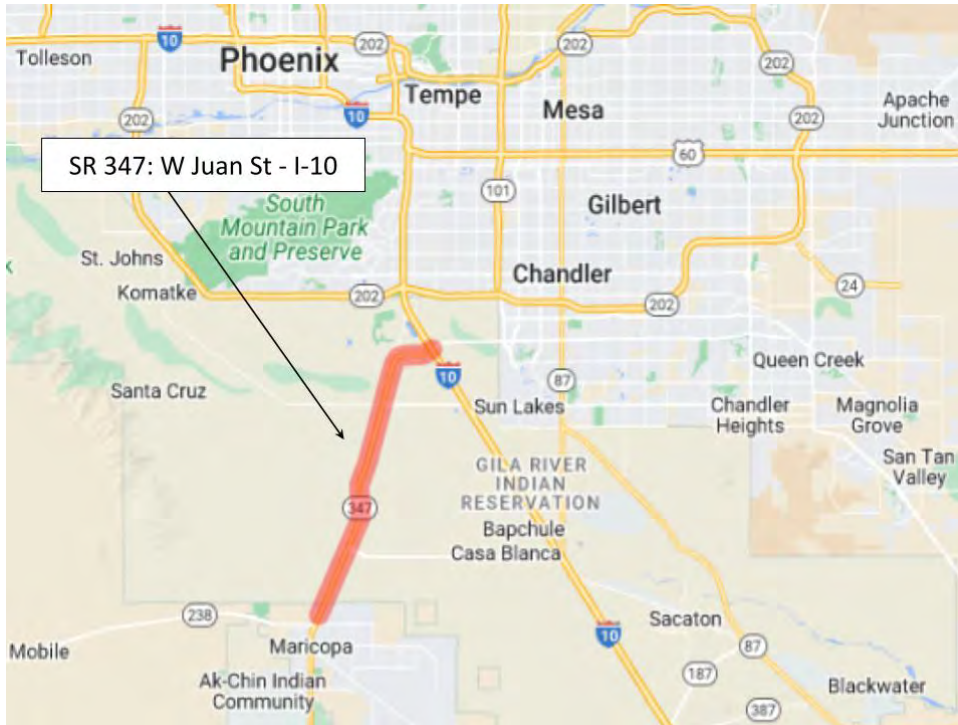 10
202
202
202
Tolleson
Phoenix
Tempe
Mesa
Apache
Junction
202
10
202
60
SR 347: W Juan St - I-10
101
South
Mountain Park
and Preserve
Gilbert
St. Johns
Chandler
Komatke
202
202
24
Queen Creek
10
87
Santa Cruz
Sun Lakes
Chandler
Heights
Magnolia
Grove
San Tan
Valley
GILA RIVER
INDIAN
RESERVATION
347
Bapchule
Casa Blanca
238
Sacaton
10
Maricopa
87
Mobile
187
Ak-Chin Indian
Community
Blackwater
387